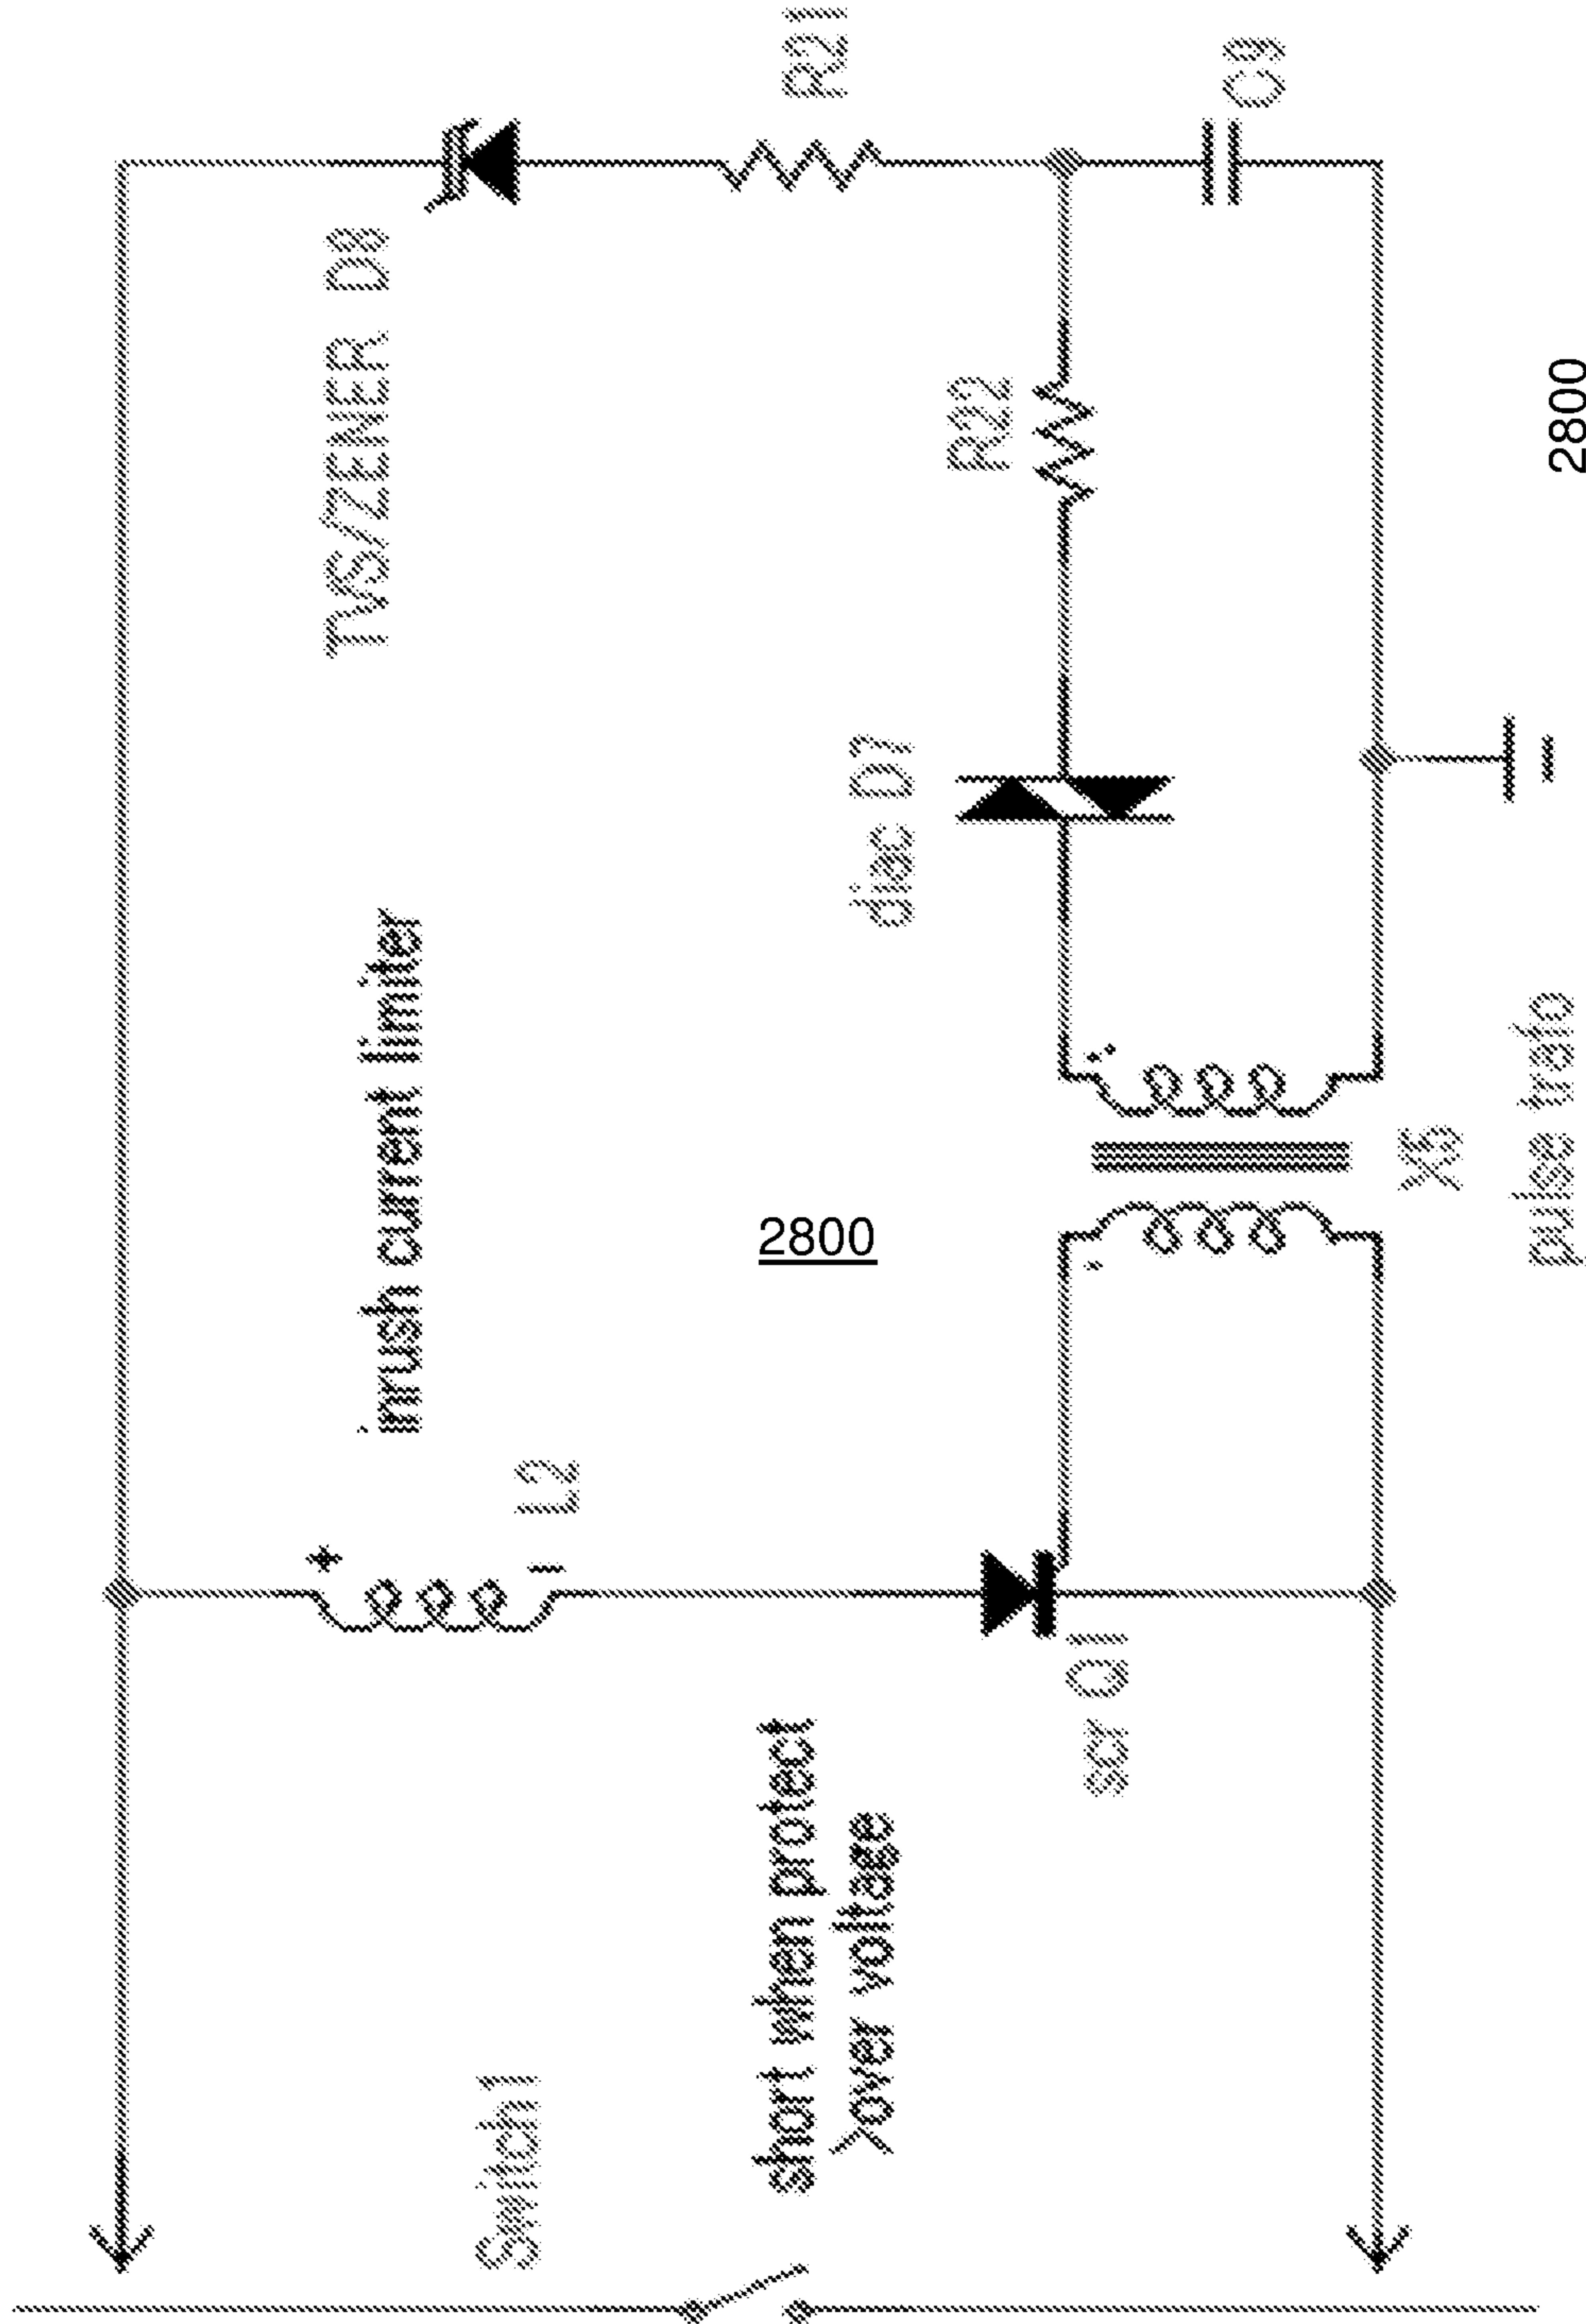 R21
C9
TVS/ZENER D8
R22
2800
diac D7
inrush current limiter
2800
L2
X5
pulse trafo
scr Q1
short when protect
>over voltage
Switch1